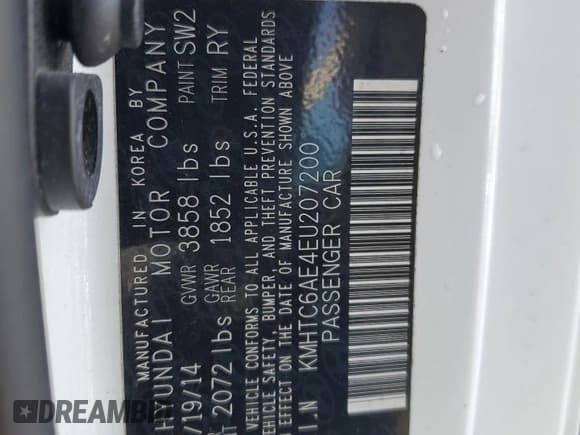 MANUFACTURED IN KOREA BY
HYUNDAI MOTOR COMPANY
/19/14 GVWR 3858 lbs PAINT SW2
2072 lbs GAWR REAR 1852 lbs TRIM RY
VEHICLE CONFORMS TO ALL APPLICABLE U.S.A. FEDERAL
VEHICLE SAFETY, BUMPER, AND THEFT PREVENTION STANDARDS
EFFECT ON THE DATE OF MANUFACTURE SHOWN ABOVE
I.N KMHTC6AE4EU207200
PASSENGER CAR
DREAMBI